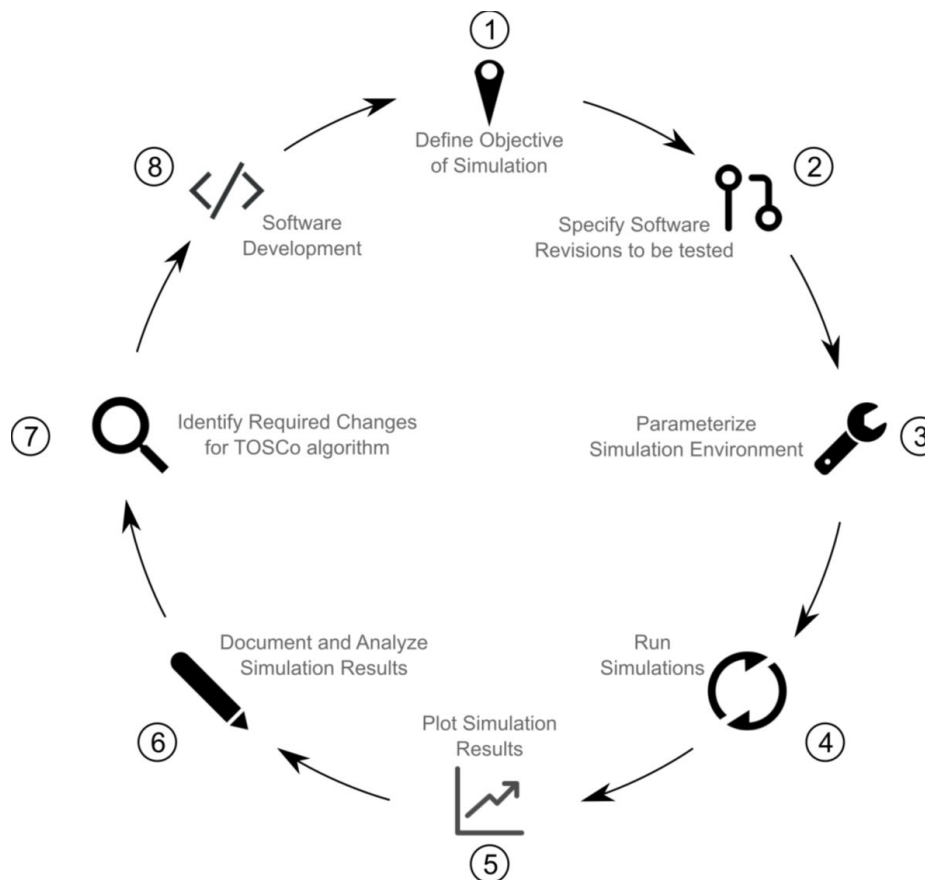 1
Define Objective
of Simulation
2
Specify Software
Revisions to be tested
3
Parameterize
Simulation Environment
4
Run
Simulations
5
Plot Simulation
Results
6
Document and Analyze
Simulation Results
7
Identify Required Changes
for TOSCo algorithm
8
Software
Development